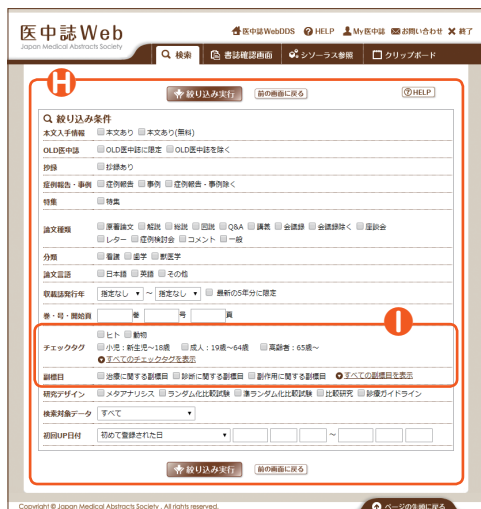 医中誌Web
Japan Medical Abstracts Society
医中誌WebDDS HELP My医中誌 お問い合わせ 終了
検索 書誌確認画面 シソーラス参照 クリップボード
H
絞り込み実行 前の画面に戻る HELP
絞り込み条件
本文入手情報 本文あり 本文あり(無料)
OLD医中誌 OLD医中誌に限定 OLD医中誌を除く
抄録 抄録あり
症例報告・事例 症例報告 事例 症例報告・事例除く
特集 特集
論文種類 原著論文 解説 総説 図説 Q&A 講義 会議録 会議録除く 座談会
レター 症例検討会 コメント 一般
分類 看護 歯学 獣医学
論文言語 日本語 英語 その他
収載誌発行年 指定なし ～ 指定なし 最新の5年分に限定
巻・号・開始頁 巻 号 頁
I
チェックタグ ヒト 動物
小児：新生児～18歳 成人：19歳～64歳 高齢者：65歳～
すべてのチェックタグを表示
副標目 治療に関する副標目 診断に関する副標目 副作用に関する副標目 すべての副標目を表示
研究デザイン メタアナリシス ランダム化比較試験 準ランダム化比較試験 比較研究 診療ガイドライン
検索対象データ すべて
初回UP日付 初めて登録された日 ～
絞り込み実行 前の画面に戻る
Copyright © Japan Medical Abstracts Society . All rights reserved.
ページの先頭に戻る